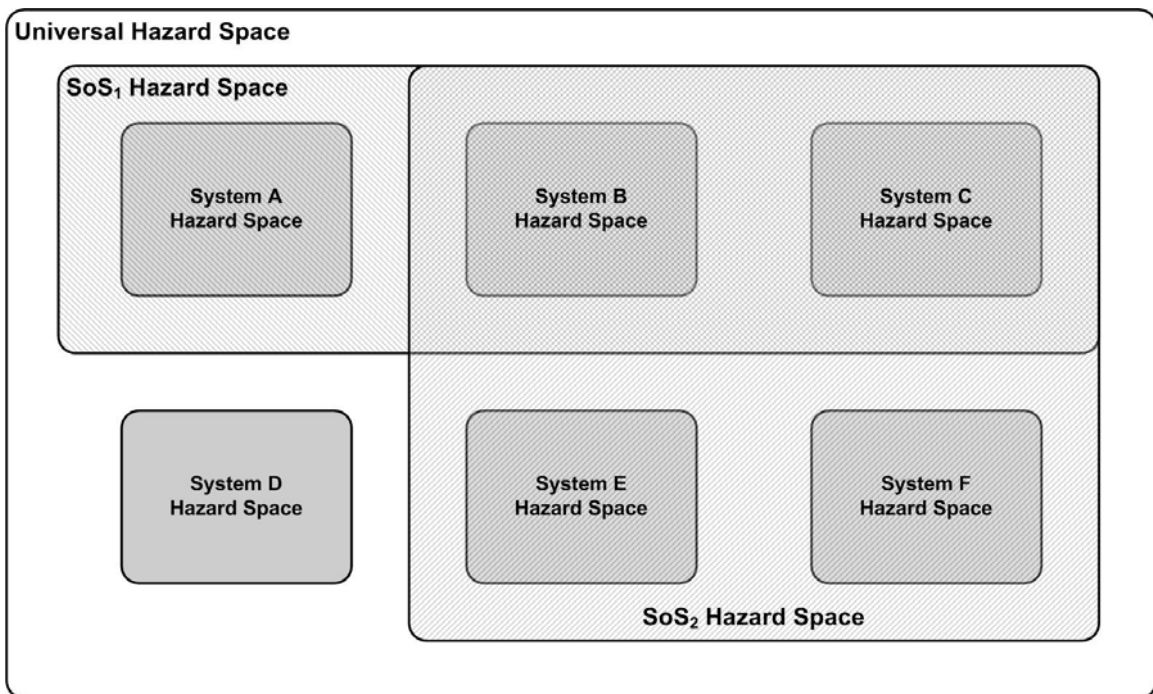 Universal Hazard Space
SoS₁ Hazard Space
System A
Hazard Space
System B
Hazard Space
System C
Hazard Space
System D
Hazard Space
System E
Hazard Space
System F
Hazard Space
SoS₂ Hazard Space